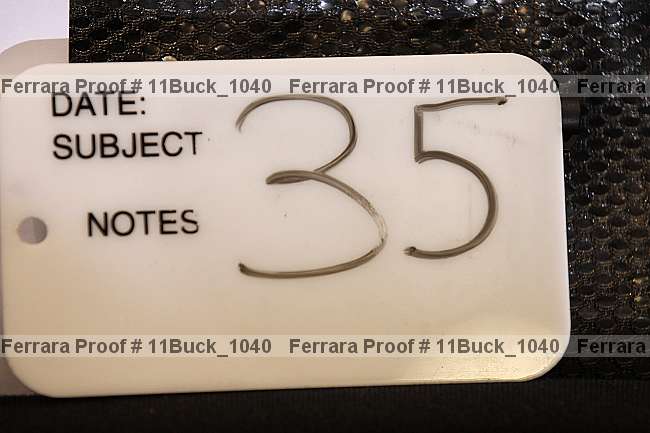 Ferrara Proof # 11Buck_1040 Ferrara Proof # 11Buck_1040 Ferrara
DATE: 35
SUBJECT
NOTES
Ferrara Proof # 11Buck_1040 Ferrara Proof # 11Buck_1040 Ferrara